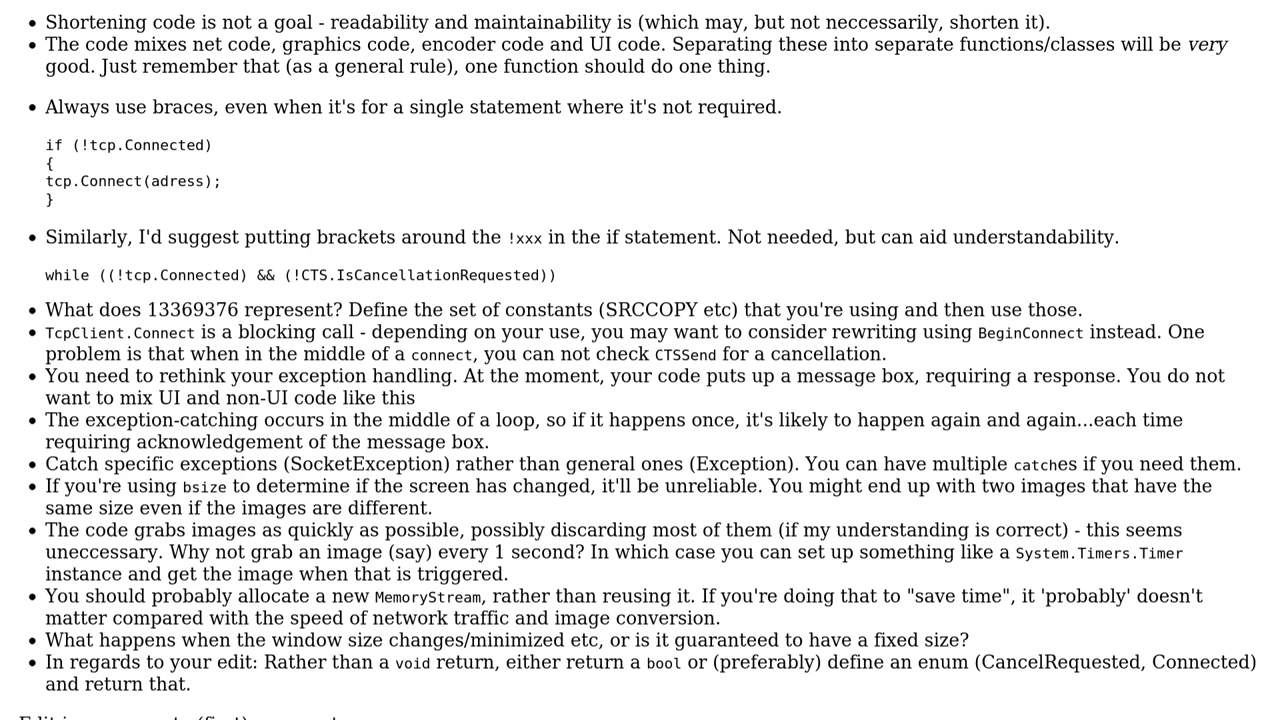 Shortening code is not a goal - readability and maintainability is (which may, but not neccessarily, shorten it).
The code mixes net code, graphics code, encoder code and UI code. Separating these into separate functions/classes will be very
good. Just remember that (as a general rule), one function should do one thing.
Always use braces, even when it's for a single statement where it's not required.
if (!tcp.Connected)
{
tcp.Connect(adress);
}
Similarly, I'd suggest putting brackets around the !xxx in the if statement. Not needed, but can aid understandability.
while ((!tcp.Connected) && (!CTS.IsCancellationRequested))
What does 13369376 represent? Define the set of constants (SRCCOPY etc) that you're using and then use those.
TcpClient.Connect is a blocking call - depending on your use, you may want to consider rewriting using BeginConnect instead. One
problem is that when in the middle of a connect, you can not check CTSSend for a cancellation.
You need to rethink your exception handling. At the moment, your code puts up a message box, requiring a response. You do not
want to mix UI and non-UI code like this
The exception-catching occurs in the middle of a loop, so if it happens once, it's likely to happen again and again...each time
requiring acknowledgement of the message box.
Catch specific exceptions (SocketException) rather than general ones (Exception). You can have multiple catches if you need them.
If you're using bsize to determine if the screen has changed, it'll be unreliable. You might end up with two images that have the
same size even if the images are different.
The code grabs images as quickly as possible, possibly discarding most of them (if my understanding is correct) - this seems
uneccessary. Why not grab an image (say) every 1 second? In which case you can set up something like a System.Timers.Timer
instance and get the image when that is triggered.
You should probably allocate a new MemoryStream, rather than reusing it. If you're doing that to "save time", it 'probably' doesn't
matter compared with the speed of network traffic and image conversion.
What happens when the window size changes/minimized etc, or is it guaranteed to have a fixed size?
In regards to your edit: Rather than a void return, either return a bool or (preferably) define an enum (CancelRequested, Connected)
and return that.